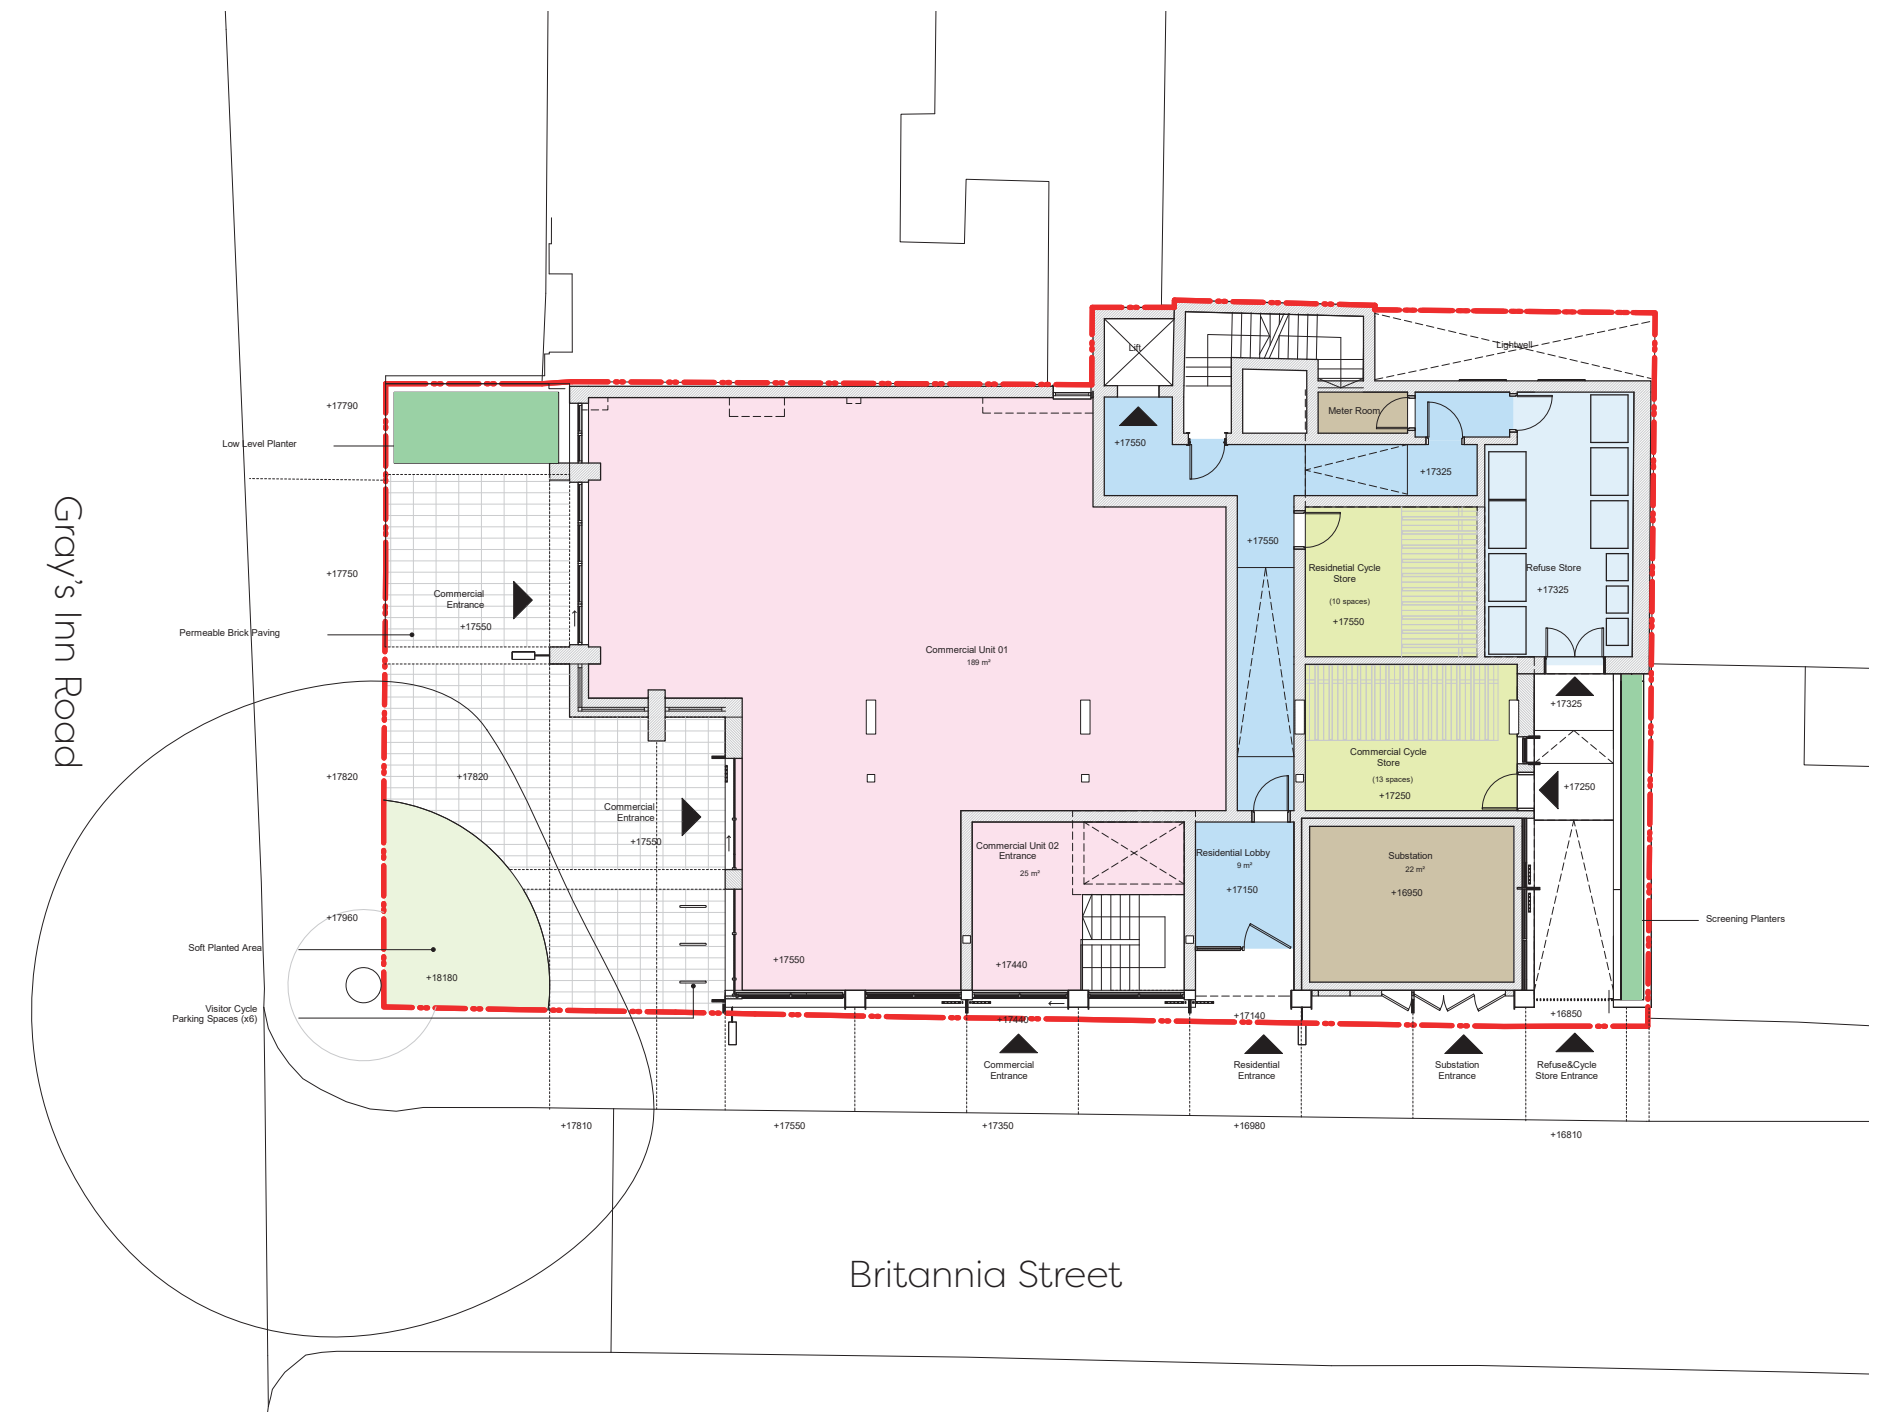 Lift
Lightwell
+17790
Low Level Planter
Meter Room
+17550
+17325
Gray's Inn Road
+17550
+17750
Residnetial Cycle
Store
(10 spaces)
+17550
Refuse Store
+17325
Commercial
Entrance
+17550
Permeable Brick Paving
Commercial Unit 01
189 m²
+17325
+17820
+17820
Commercial Cycle
Store
(13 spaces)
+17250
+17250
Commercial
Entrance
+17550
Commercial Unit 02
Entrance
25 m²
Residential Lobby
9 m²
+17150
Substation
22 m²
+16950
+17960
Screening Planters
Soft Planted Area
+18180
+17550
+17440
Visitor Cycle
Parking Spaces (x6)
+17440
+17140
+16850
Commercial
Entrance
Residential
Entrance
Substation
Entrance
Refuse&Cycle
Store Entrance
+17810
+17550
+17350
+16980
+16810
Britannia Street